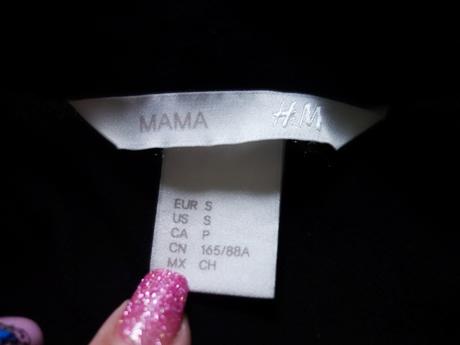 MAMA H&M
EUR S
US S
CA P
CN 165/88A
MX CH